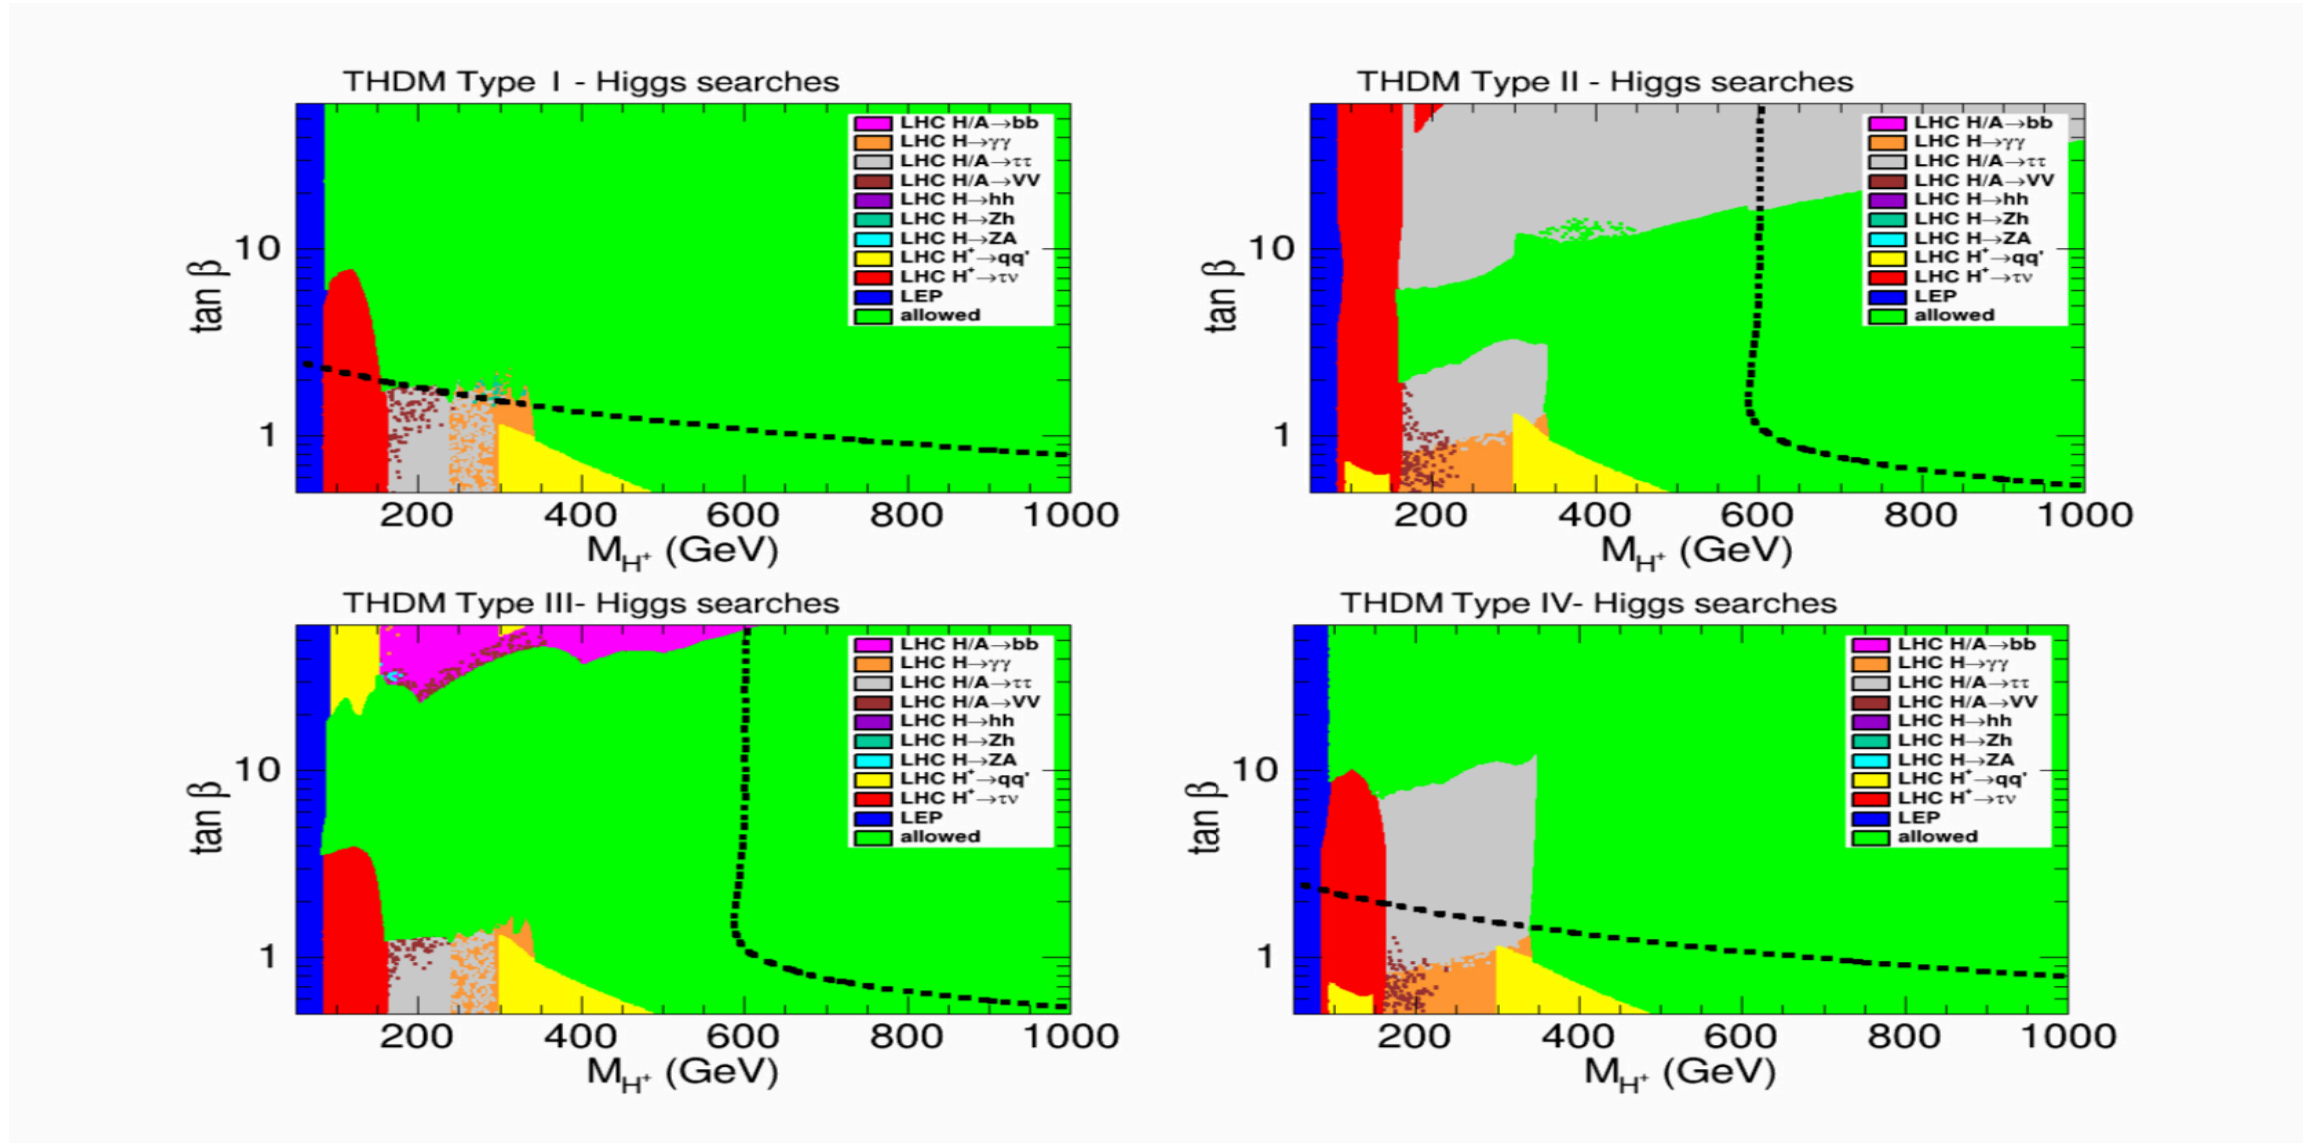 THDM Type I - Higgs searches
LHC H/A→bb
LHC H→γγ
LHC H/A→ττ
LHC H/A→VV
LHC H→hh
LHC H→Zh
LHC H→ZA
LHC H⁺→qq'
LHC H⁺→τν
LEP
allowed
10
1
tan β
200 400 600 800 1000
M_H⁺ (GeV)
THDM Type II - Higgs searches
LHC H/A→bb
LHC H→γγ
LHC H/A→ττ
LHC H/A→VV
LHC H→hh
LHC H→Zh
LHC H→ZA
LHC H⁺→qq'
LHC H⁺→τν
LEP
allowed
10
1
tan β
200 400 600 800 1000
M_H⁺ (GeV)
THDM Type III- Higgs searches
LHC H/A→bb
LHC H→γγ
LHC H/A→ττ
LHC H/A→VV
LHC H→hh
LHC H→Zh
LHC H→ZA
LHC H⁺→qq'
LHC H⁺→τν
LEP
allowed
10
1
tan β
200 400 600 800 1000
M_H⁺ (GeV)
THDM Type IV- Higgs searches
LHC H/A→bb
LHC H→γγ
LHC H/A→ττ
LHC H/A→VV
LHC H→hh
LHC H→Zh
LHC H→ZA
LHC H⁺→qq'
LHC H⁺→τν
LEP
allowed
10
1
tan β
200 400 600 800 1000
M_H⁺ (GeV)